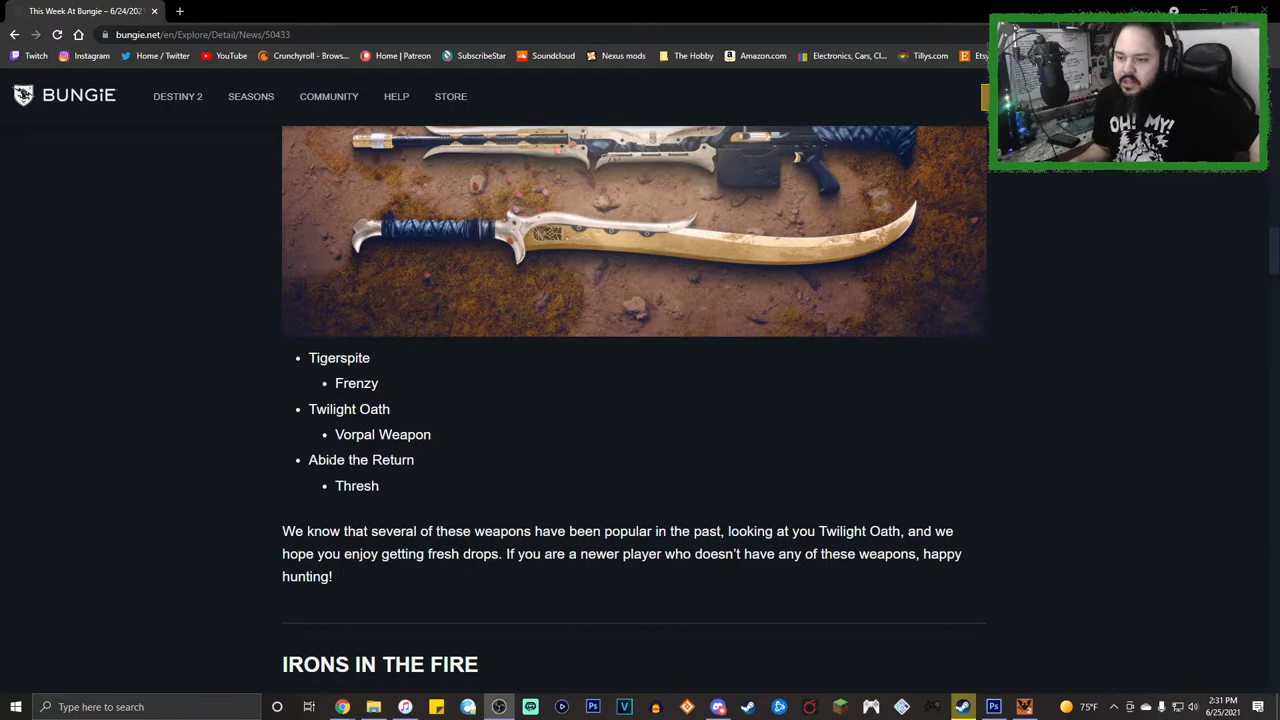 This Week At Bungie – 6/24/2021
bungie.net/en/Explore/Detail/News/50433
Twitch Instagram Home / Twitter YouTube Crunchyroll - Brows... Home | Patreon SubscribeStar Soundcloud Nexus mods The Hobby Amazon.com Electronics, Cars, Cl... Tillys.com Etsy
BUNGiE DESTINY 2 SEASONS COMMUNITY HELP STORE
OH! MY!
• Tigerspite
• Frenzy
• Twilight Oath
• Vorpal Weapon
• Abide the Return
• Thresh
We know that several of these weapons have been popular in the past, looking at you Twilight Oath, and we
hope you enjoy getting fresh drops. If you are a newer player who doesn't have any of these weapons, happy
hunting!
IRONS IN THE FIRE
Type here to search
75°F
2:31 PM
6/25/2021